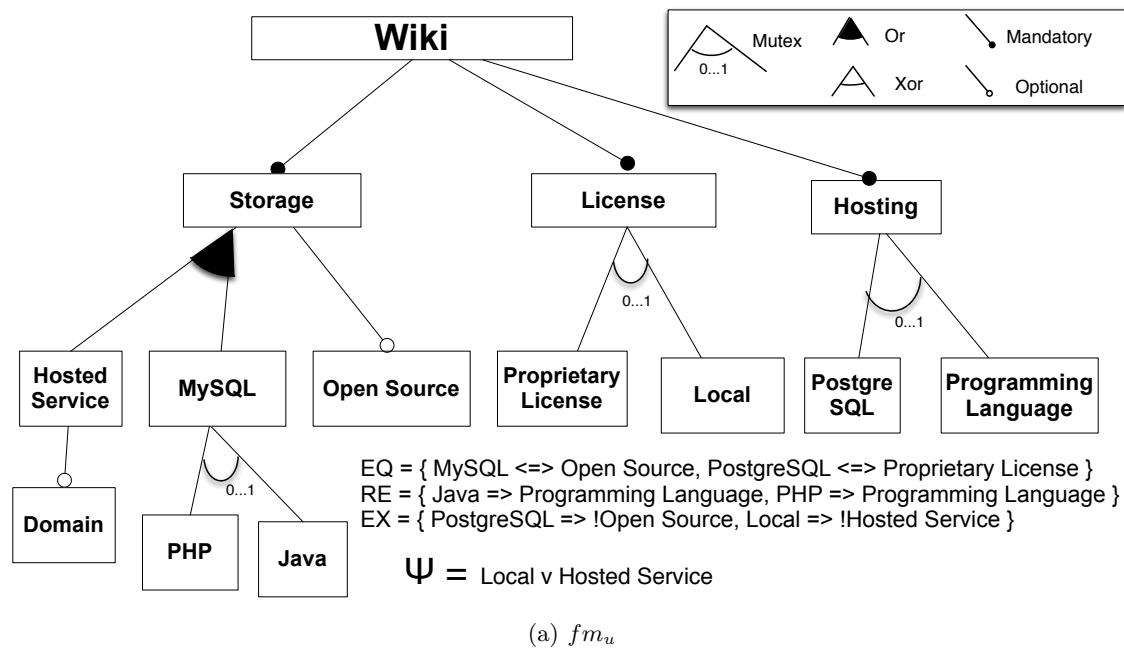 Wiki
Mutex
0...1
Or
Xor
Mandatory
Optional
Storage
License
Hosting
0...1
0...1
Hosted
Service
MySQL
Open Source
Proprietary
License
Local
Postgre
SQL
Programming
Language
0...1
Domain
PHP
Java
EQ = { MySQL <=> Open Source, PostgreSQL <=> Proprietary License }
RE = { Java => Programming Language, PHP => Programming Language }
EX = { PostgreSQL => !Open Source, Local => !Hosted Service }
Ψ = Local v Hosted Service
(a) fm_u